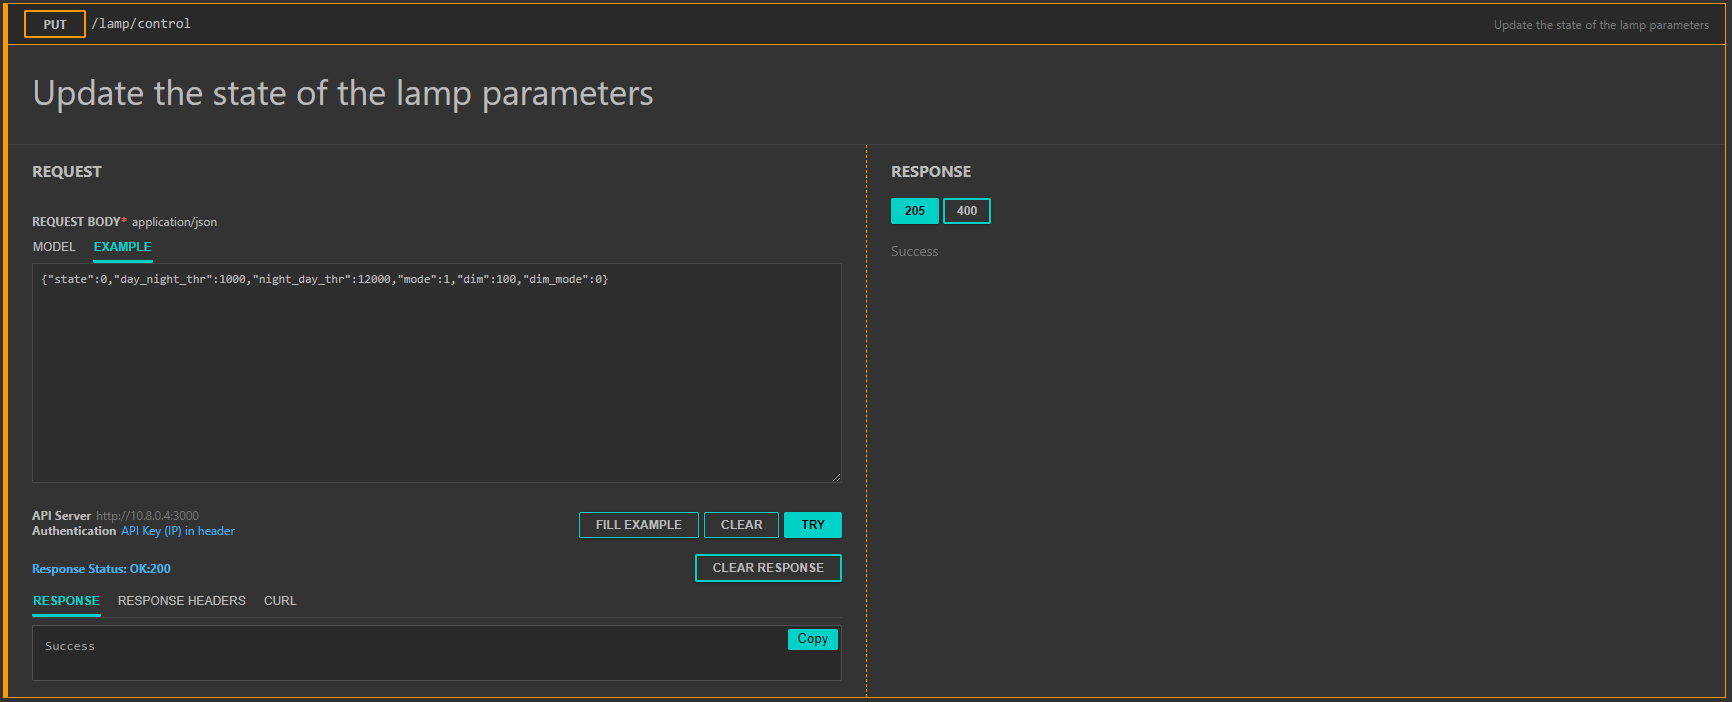 PUT /lamp/control Update the state of the lamp parameters
Update the state of the lamp parameters
REQUEST
REQUEST BODY* application/json
MODEL EXAMPLE
{"state":0,"day_night_thr":1000,"night_day_thr":12000,"mode":1,"dim":100,"dim_mode":0}
API Server http://10.8.0.4:3000
Authentication API Key (IP) in header
FILL EXAMPLE CLEAR TRY
Response Status: OK:200
CLEAR RESPONSE
RESPONSE RESPONSE HEADERS CURL
Success
Copy
RESPONSE
205 400
Success